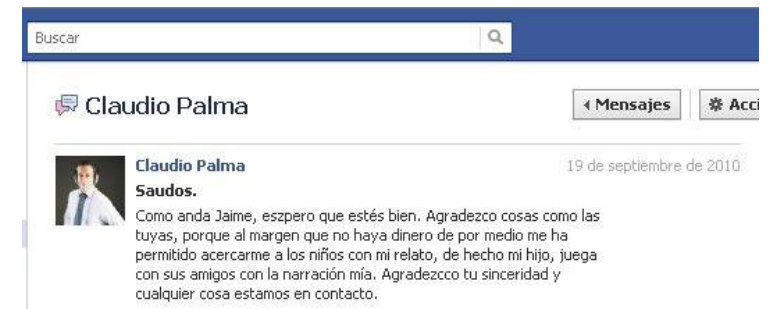 Buscar
Claudio Palma
Mensajes
Acci
Claudio Palma
19 de septiembre de 2010
Saudos.
Como anda Jaime, eszpero que estés bien. Agradezco cosas como las
tuyas, porque al margen que no haya dinero de por medio me ha
permitido acercarme a los niños con mi relato, de hecho mi hijo, juega
con sus amigos con la narración mía. Agradezcco tu sinceridad y
cualquier cosa estamos en contacto.